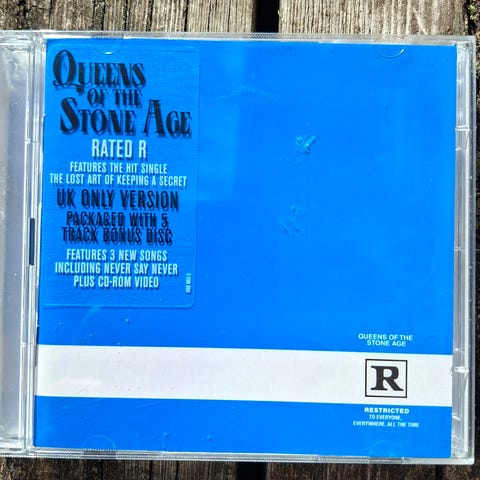 QUEENS
OF THE
STONE AGE
RATED R
FEATURES THE HIT SINGLE
THE LOST ART OF KEEPING A SECRET
UK ONLY VERSION
PACKAGED WITH 5
TRACK BONUS DISC
FEATURES 3 NEW SONGS
INCLUDING NEVER SAY NEVER
PLUS CD-ROM VIDEO
QUEENS OF THE
STONE AGE
R
RESTRICTED
TO EVERYONE,
EVERYWHERE, ALL THE TIME